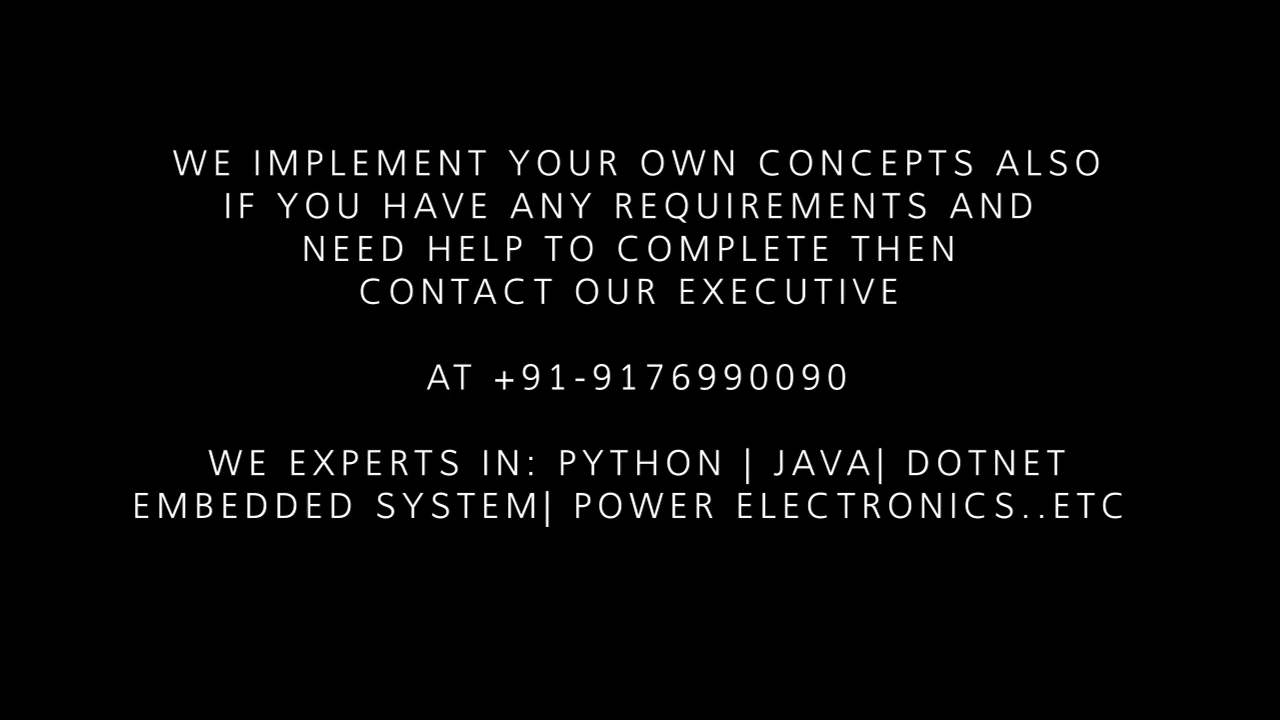 WE IMPLEMENT YOUR OWN CONCEPTS ALSO
IF YOU HAVE ANY REQUIREMENTS AND
NEED HELP TO COMPLETE THEN
CONTACT OUR EXECUTIVE
AT +91-9176990090
WE EXPERTS IN: PYTHON | JAVA| DOTNET
EMBEDDED SYSTEM| POWER ELECTRONICS..ETC